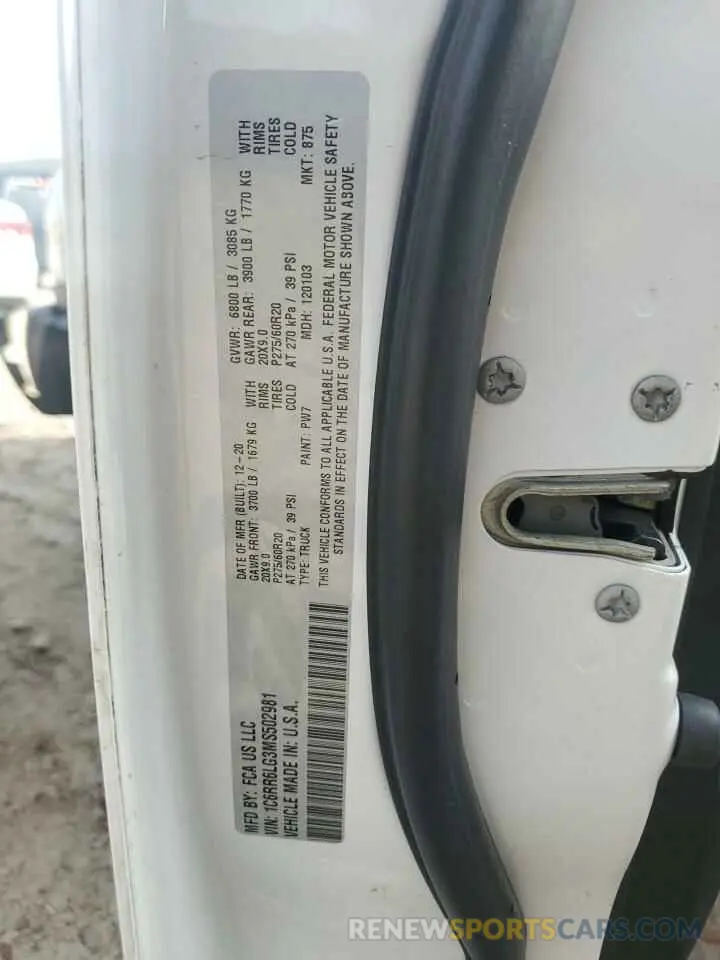 MFD BY: FCA US LLC
VIN: 1C6RR6LG3MS502981
VEHICLE MADE IN: U.S.A.
DATE OF MFR (BUILT): 12-20
GVWR: 6800 LB / 3085 KG
GAWR FRONT: 3700 LB / 1679 KG WITH
GAWR REAR: 3900 LB / 1770 KG WITH
20X9.0 RIMS
20X9.0 RIMS
P275/60R20 TIRES
P275/60R20 TIRES
AT 270 kPa / 39 PSI COLD
AT 270 kPa / 39 PSI COLD
TYPE: TRUCK PAINT: PW7 MDH: 120103 MKT: 875
THIS VEHICLE CONFORMS TO ALL APPLICABLE U.S.A. FEDERAL MOTOR VEHICLE SAFETY
STANDARDS IN EFFECT ON THE DATE OF MANUFACTURE SHOWN ABOVE.
RENEWSPORTSCARS.COM